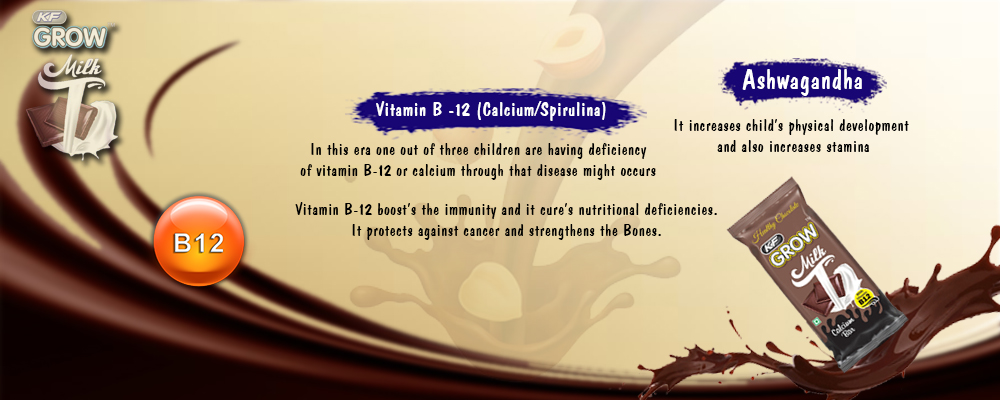 K&F
GROW
Milk
Vitamin B -12 (Calcium/Spirulina)
In this era one out of three children are having deficiency
of vitamin B-12 or calcium through that disease might occurs
Vitamin B-12 boost's the immunity and it cure's nutritional deficiencies.
It protects against cancer and strengthens the Bones.
Ashwagandha
It increases child's physical development
and also increases stamina
B12
Healthy Chocolate
K&F
GROW
Milk
B12
Calcium
Bar